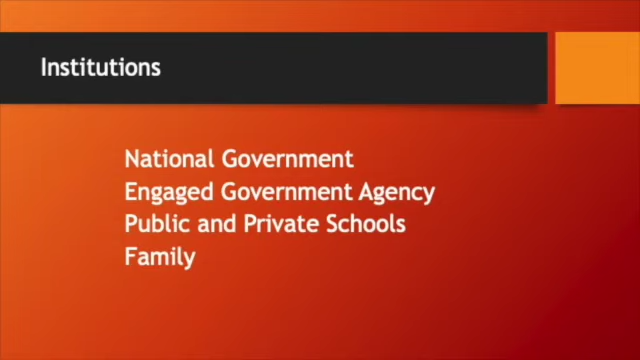 Institutions
National Government
Engaged Government Agency
Public and Private Schools
Family